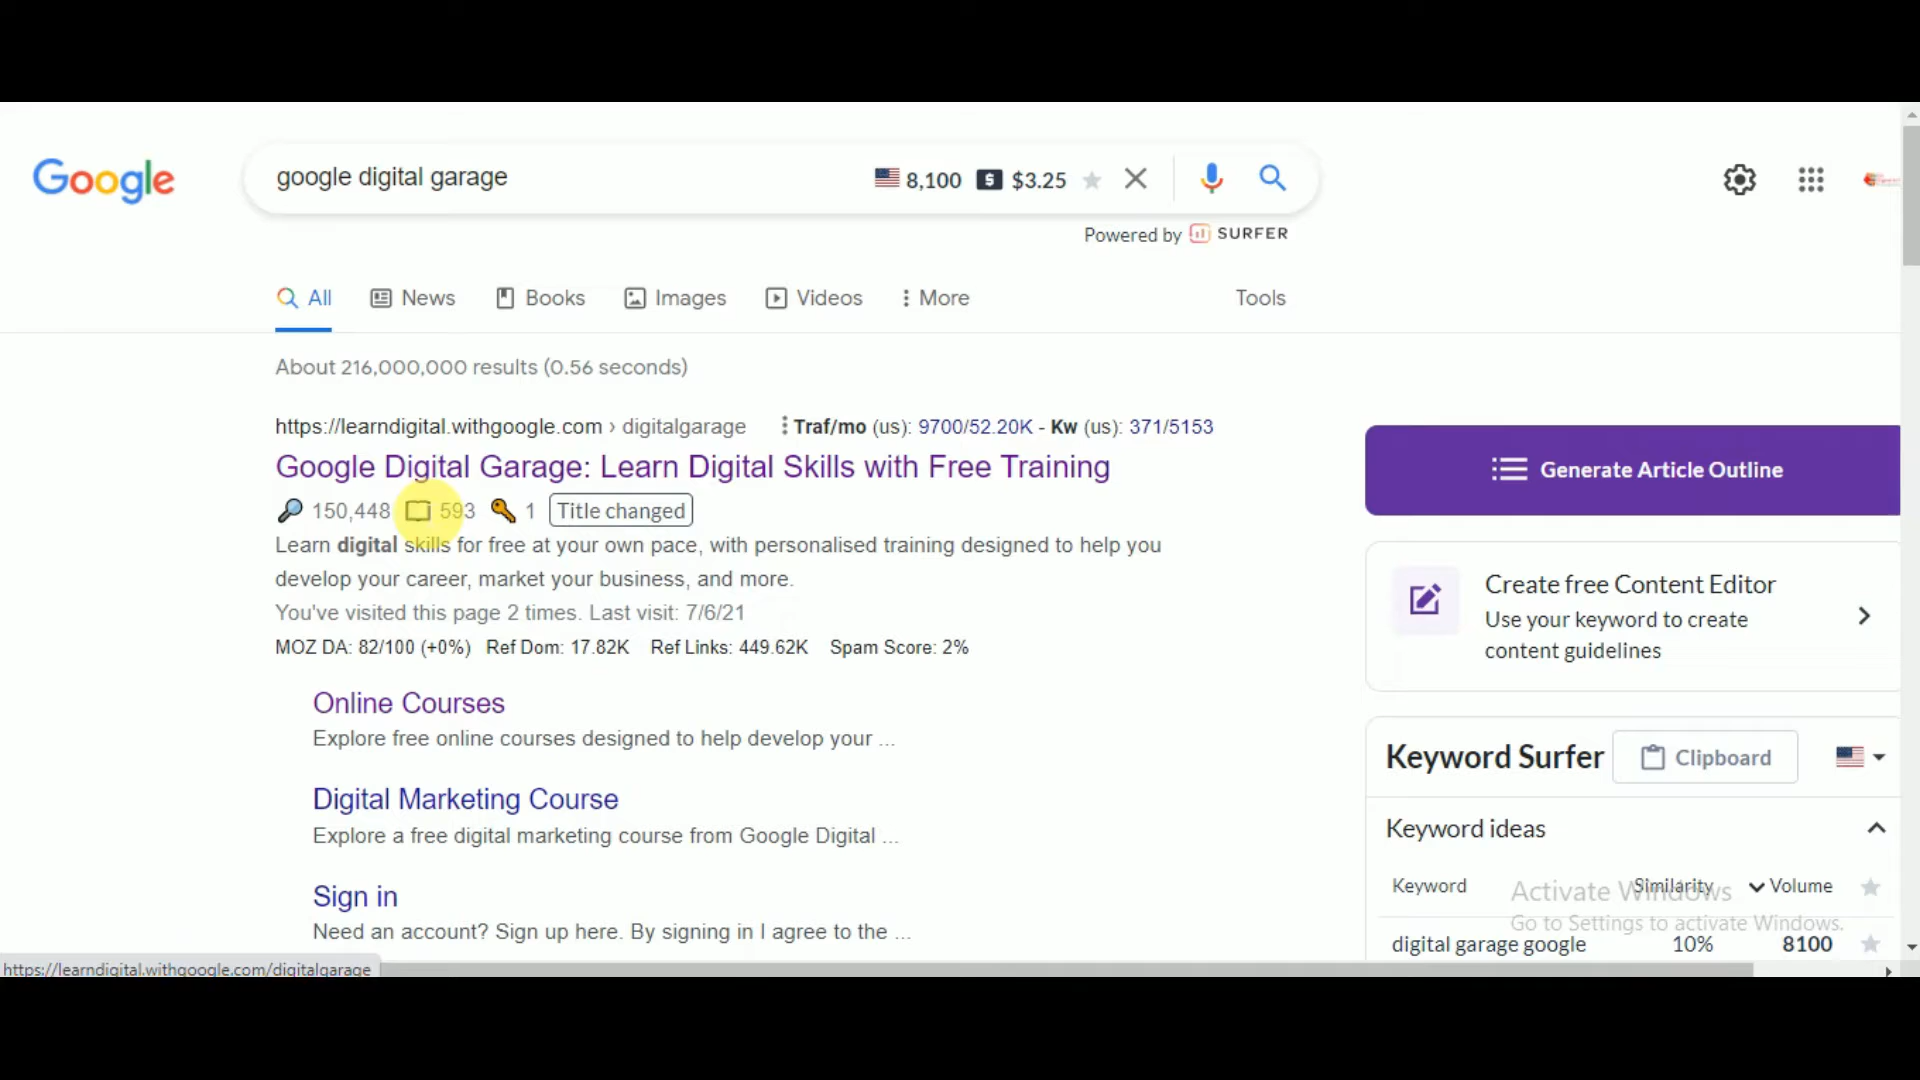 Google
google digital garage
8,100 $ $3.25
Powered by SURFER
All News Books Images Videos More Tools
About 216,000,000 results (0.56 seconds)
https://learndigital.withgoogle.com › digitalgarage Traf/mo (us): 9700/52.20K - Kw (us): 371/5153
Google Digital Garage: Learn Digital Skills with Free Training
150,448 593 1 Title changed
Learn digital skills for free at your own pace, with personalised training designed to help you
develop your career, market your business, and more.
You've visited this page 2 times. Last visit: 7/6/21
MOZ DA: 82/100 (+0%) Ref Dom: 17.82K Ref Links: 449.62K Spam Score: 2%
Online Courses
Explore free online courses designed to help develop your ...
Digital Marketing Course
Explore a free digital marketing course from Google Digital ...
Sign in
Need an account? Sign up here. By signing in I agree to the ...
https://learndigital.withgoogle.com/digitalgarage
Generate Article Outline
Create free Content Editor
Use your keyword to create
content guidelines
Keyword Surfer Clipboard
Keyword ideas
Keyword Similarity Volume
digital garage google 10% 8100
Activate Windows
Go to Settings to activate Windows.